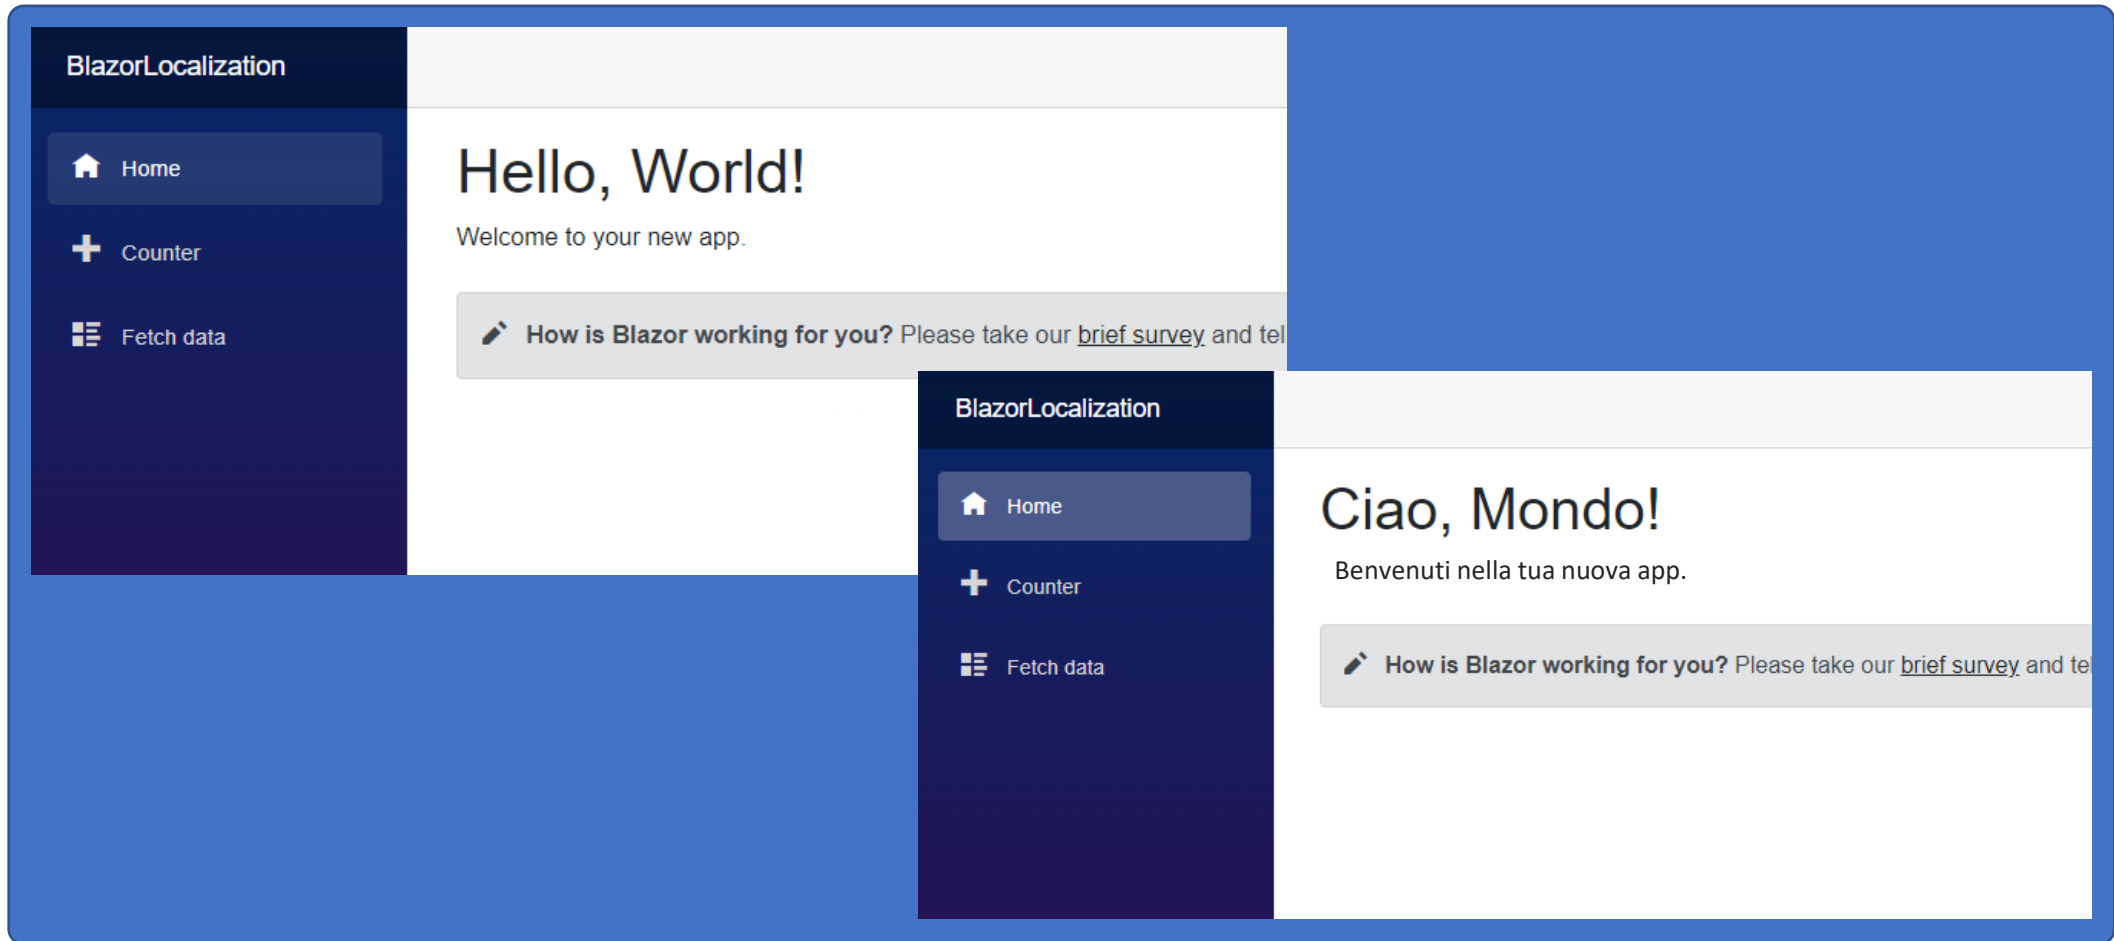 BlazorLocalization
Home
Counter
Fetch data
Hello, World!
Welcome to your new app.
How is Blazor working for you? Please take our brief survey and tel
BlazorLocalization
Home
Counter
Fetch data
Ciao, Mondo!
Benvenuti nella tua nuova app.
How is Blazor working for you? Please take our brief survey and te